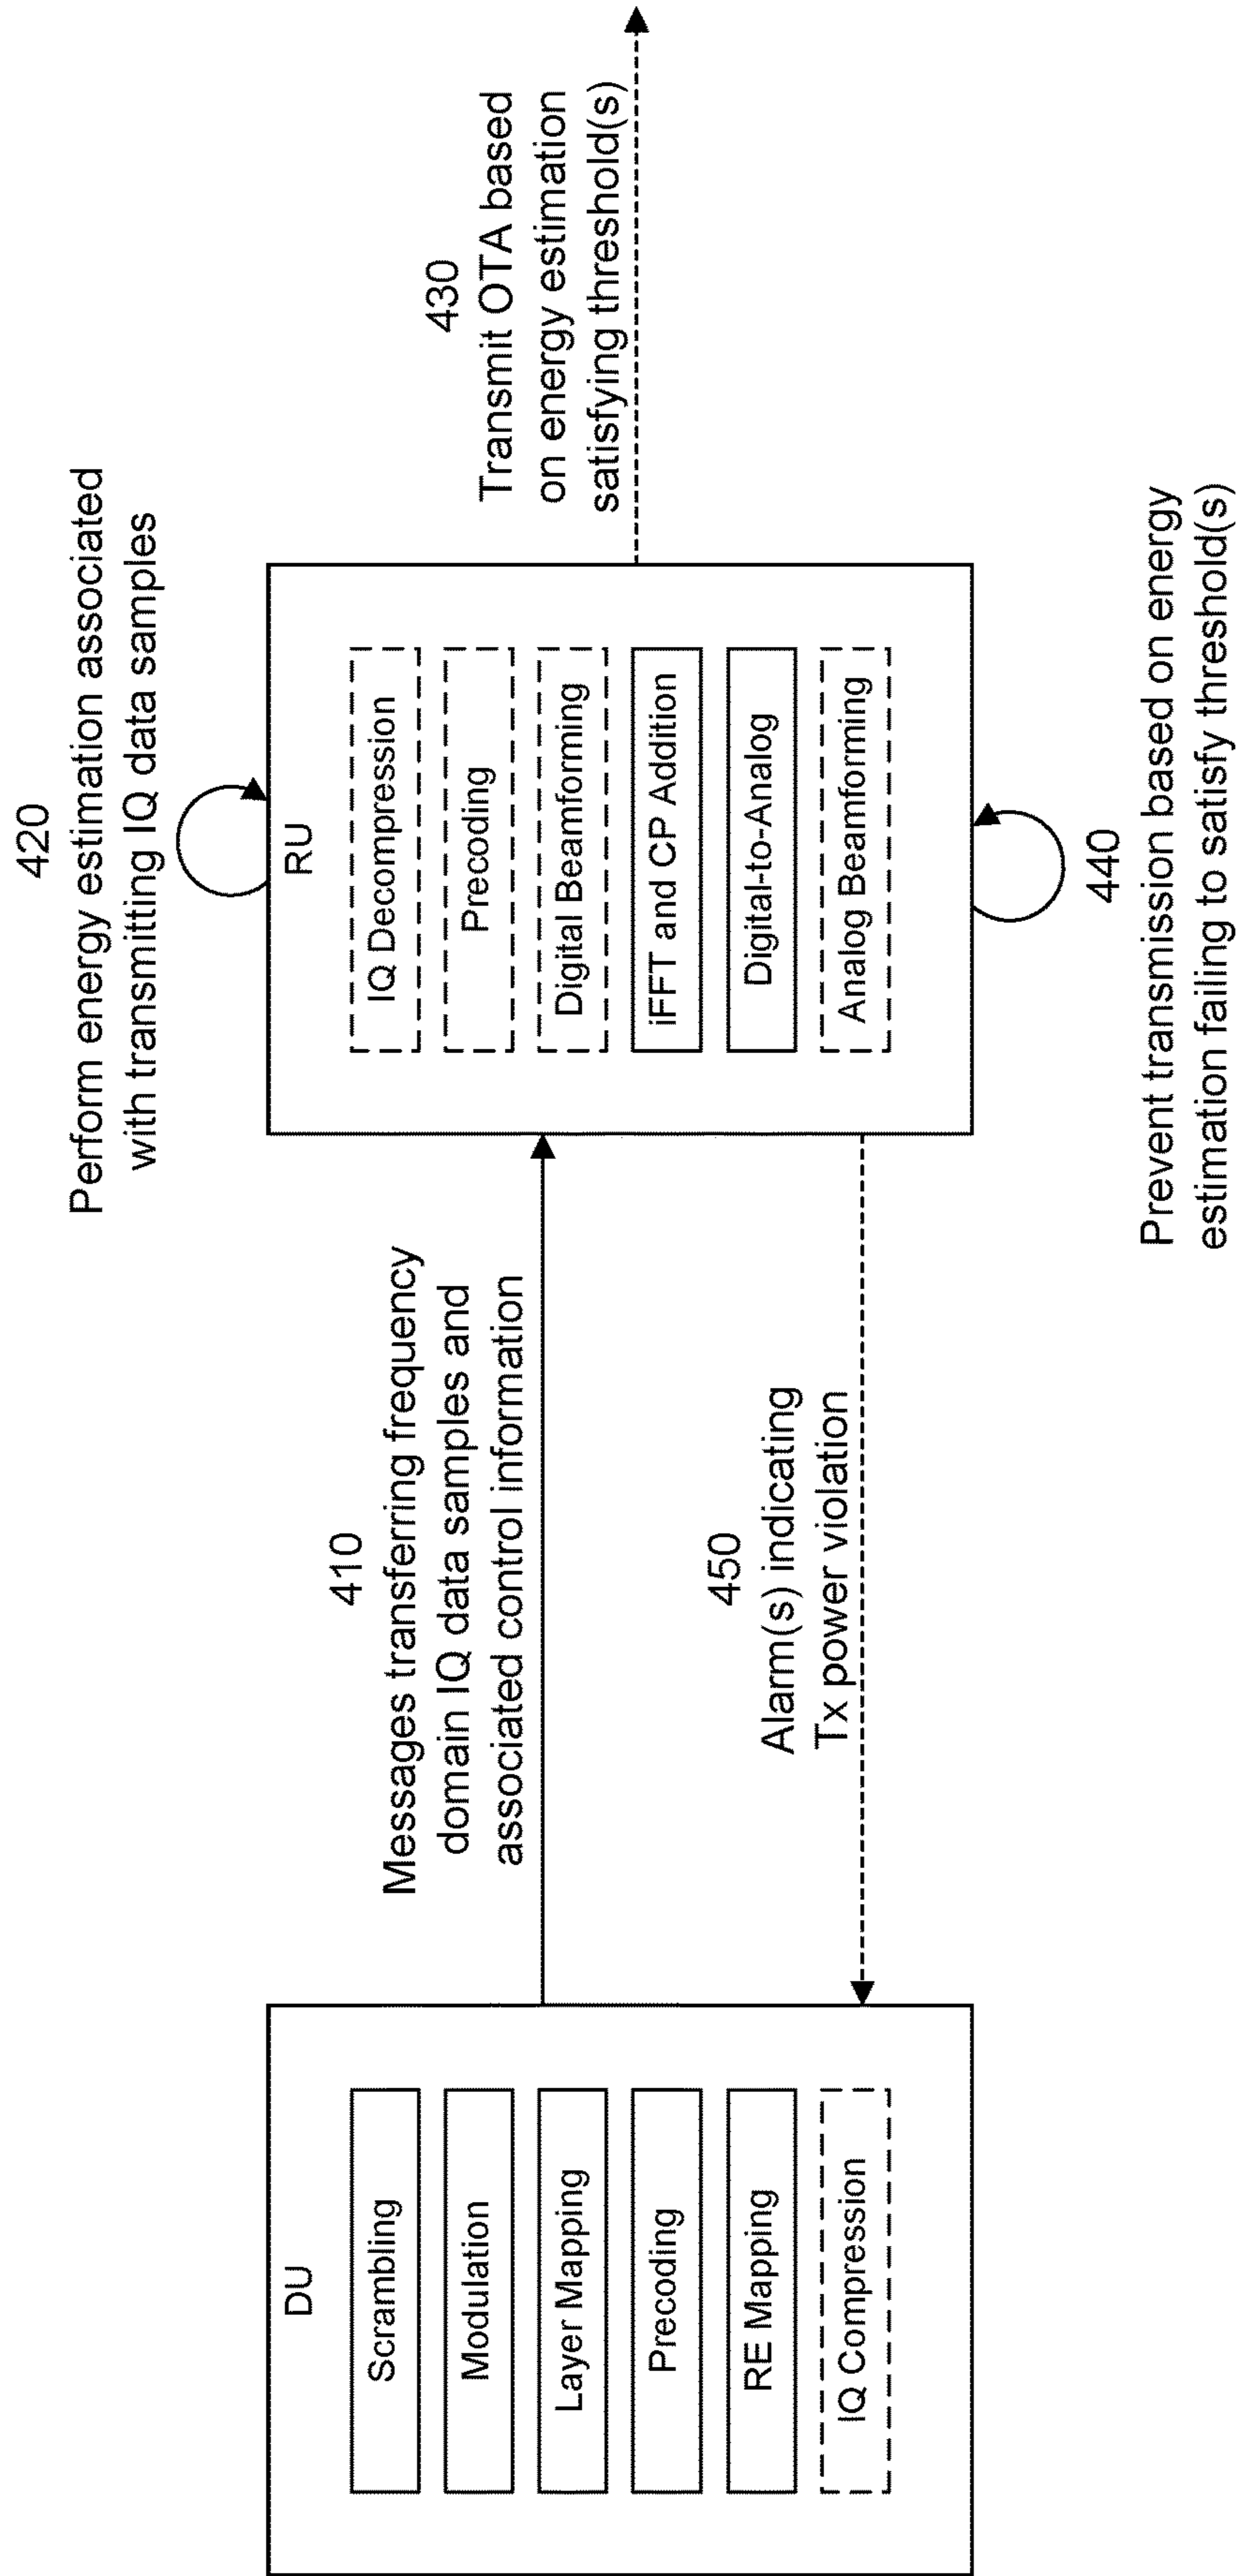 DU
Scrambling
Modulation
Layer Mapping
Precoding
RE Mapping
IQ Compression
410
Messages transferring frequency
domain IQ data samples and
associated control information
450
Alarm(s) indicating
Tx power violation
420
Perform energy estimation associated
with transmitting IQ data samples
RU
IQ Decompression
Precoding
Digital Beamforming
iFFT and CP Addition
Digital-to-Analog
Analog Beamforming
440
Prevent transmission based on energy
estimation failing to satisfy threshold(s)
430
Transmit OTA based
on energy estimation
satisfying threshold(s)